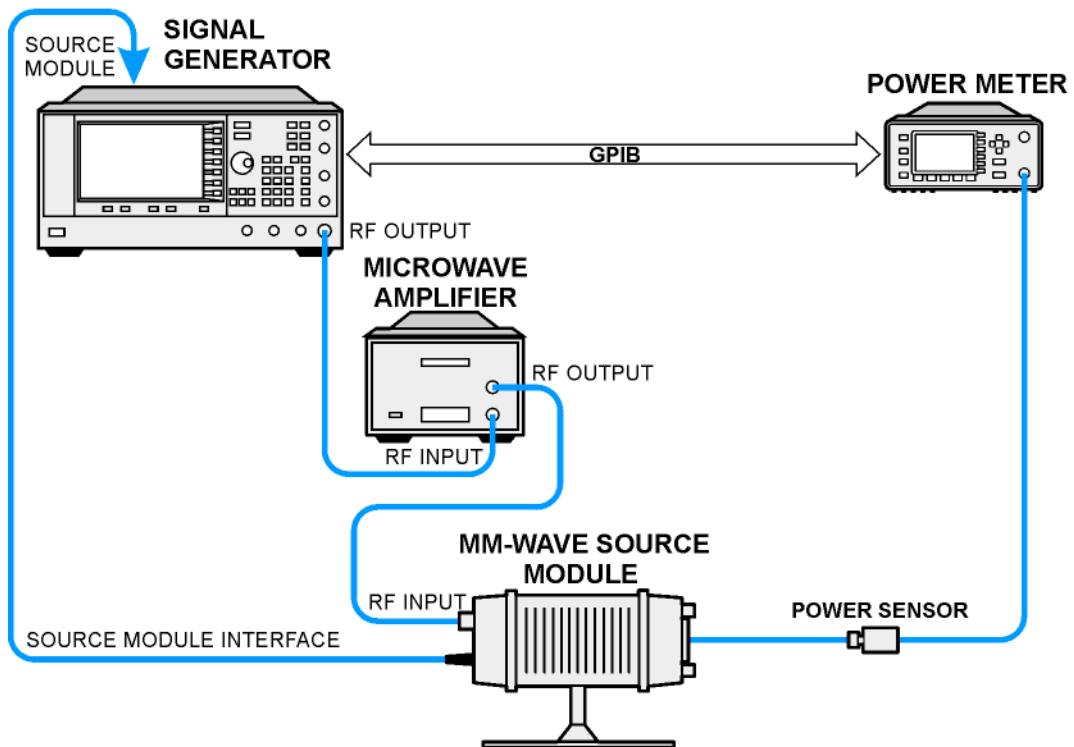 SOURCE
MODULE
SIGNAL
GENERATOR
POWER METER
GPIB
RF OUTPUT
MICROWAVE
AMPLIFIER
RF OUTPUT
RF INPUT
MM-WAVE SOURCE
MODULE
RF INPUT
POWER SENSOR
SOURCE MODULE INTERFACE